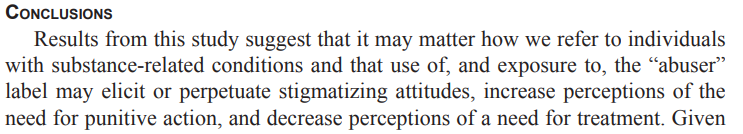 CONCLUSIONS
Results from this study suggest that it may matter how we refer to individuals
with substance-related conditions and that use of, and exposure to, the “abuser”
label may elicit or perpetuate stigmatizing attitudes, increase perceptions of the
need for punitive action, and decrease perceptions of a need for treatment. Given